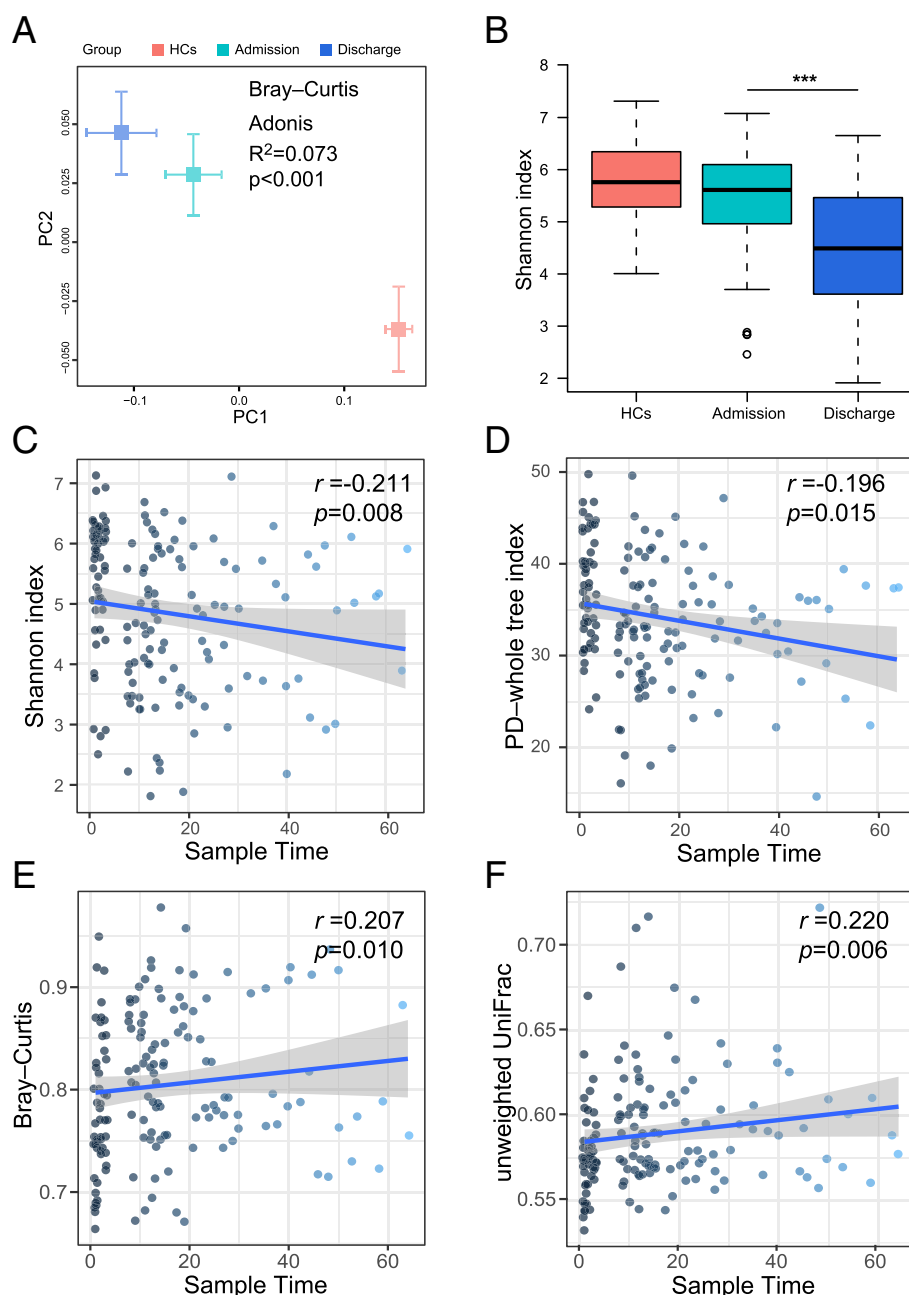 A
Group HCs Admission Discharge
Bray–Curtis
Adonis
R²=0.073
p<0.001
PC2
0.050
0.025
0.000
−0.025
−0.050
−0.1 0.0 0.1
PC1
B
***
Shannon index
8
7
6
5
4
3
2
HCs Admission Discharge
C
r =-0.211
p=0.008
Shannon index
7
6
5
4
3
2
0 20 40 60
Sample Time
D
r =-0.196
p=0.015
PD–whole tree index
50
40
30
20
0 20 40 60
Sample Time
E
r =0.207
p=0.010
Bray–Curtis
0.9
0.8
0.7
0 20 40 60
Sample Time
F
r =0.220
p=0.006
unweighted UniFrac
0.70
0.65
0.60
0.55
0 20 40 60
Sample Time